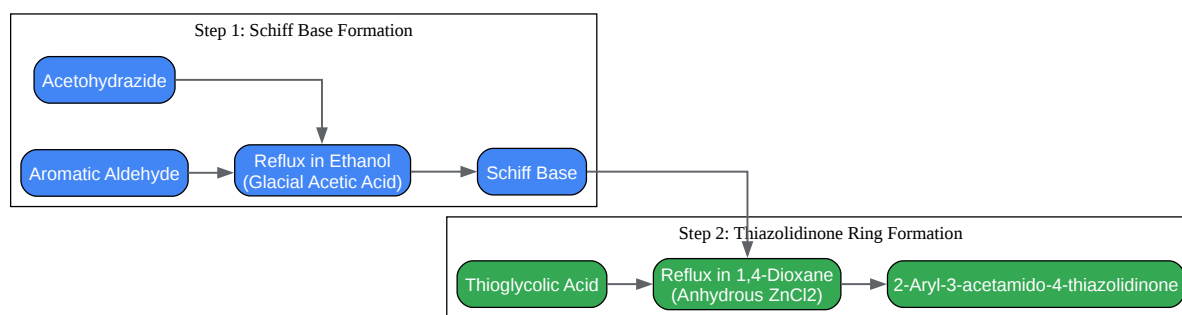 Step 1: Schiff Base Formation
Acetohydrazide
Aromatic Aldehyde
Reflux in Ethanol
(Glacial Acetic Acid)
Schiff Base
Step 2: Thiazolidinone Ring Formation
Thioglycolic Acid
Reflux in 1,4-Dioxane
(Anhydrous ZnCl2)
2-Aryl-3-acetamido-4-thiazolidinone